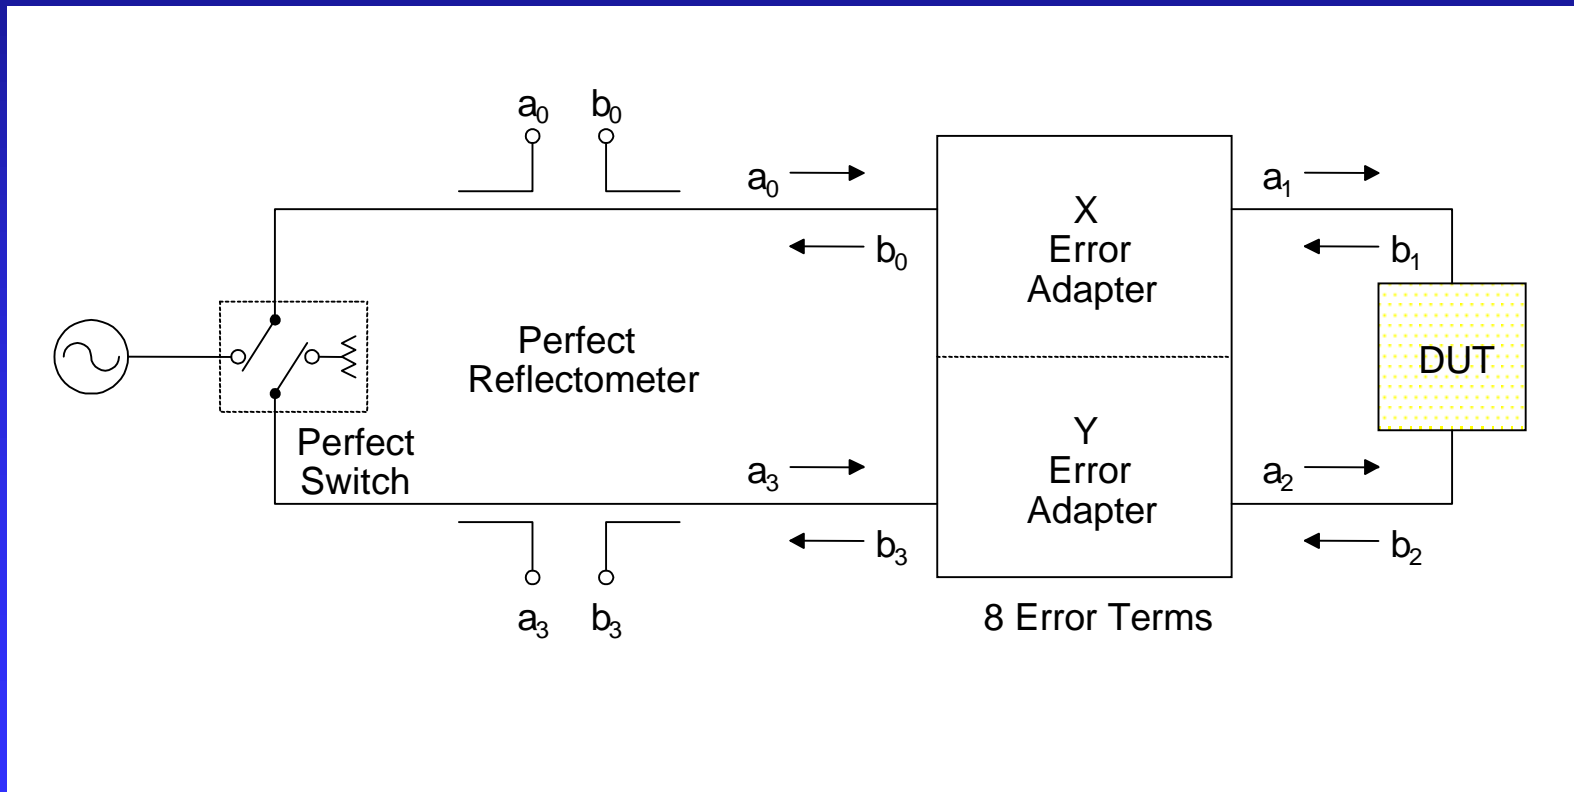 a₀ b₀
a₀
a₁
b₀
b₁
X
Error
Adapter
Perfect
Reflectometer
DUT
Perfect
Switch
Y
Error
Adapter
a₃
a₂
b₃
b₂
a₃ b₃
8 Error Terms